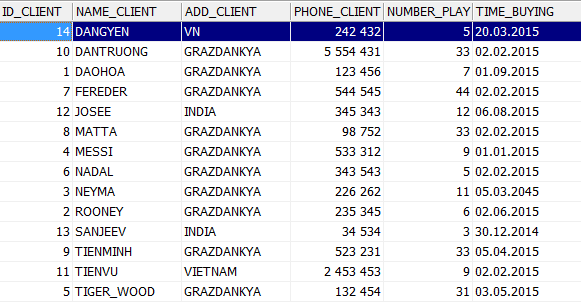 ID_CLIENT NAME_CLIENT ADD_CLIENT PHONE_CLIENT NUMBER_PLAY TIME_BUYING
14 DANGYEN VN 242 432 5 20.03.2015
10 DANTRUONG GRAZDANKYA 5 554 431 33 02.02.2015
1 DAOHOA GRAZDANKYA 123 456 7 01.09.2015
7 FEREDER GRAZDANKYA 544 545 44 02.02.2015
12 JOSEE INDIA 345 343 12 06.08.2015
8 MATTA GRAZDANKYA 98 752 33 02.02.2015
4 MESSI GRAZDANKYA 533 312 9 01.01.2015
6 NADAL GRAZDANKYA 343 543 5 02.02.2015
3 NEYMA GRAZDANKYA 226 262 11 05.03.2045
2 ROONEY GRAZDANKYA 235 345 6 02.06.2015
13 SANJEEV INDIA 34 534 3 30.12.2014
9 TIENMINH GRAZDANKYA 523 231 33 05.04.2015
11 TIENVU VIETNAM 2 453 453 9 02.02.2015
5 TIGER_WOOD GRAZDANKYA 132 454 31 03.05.2015